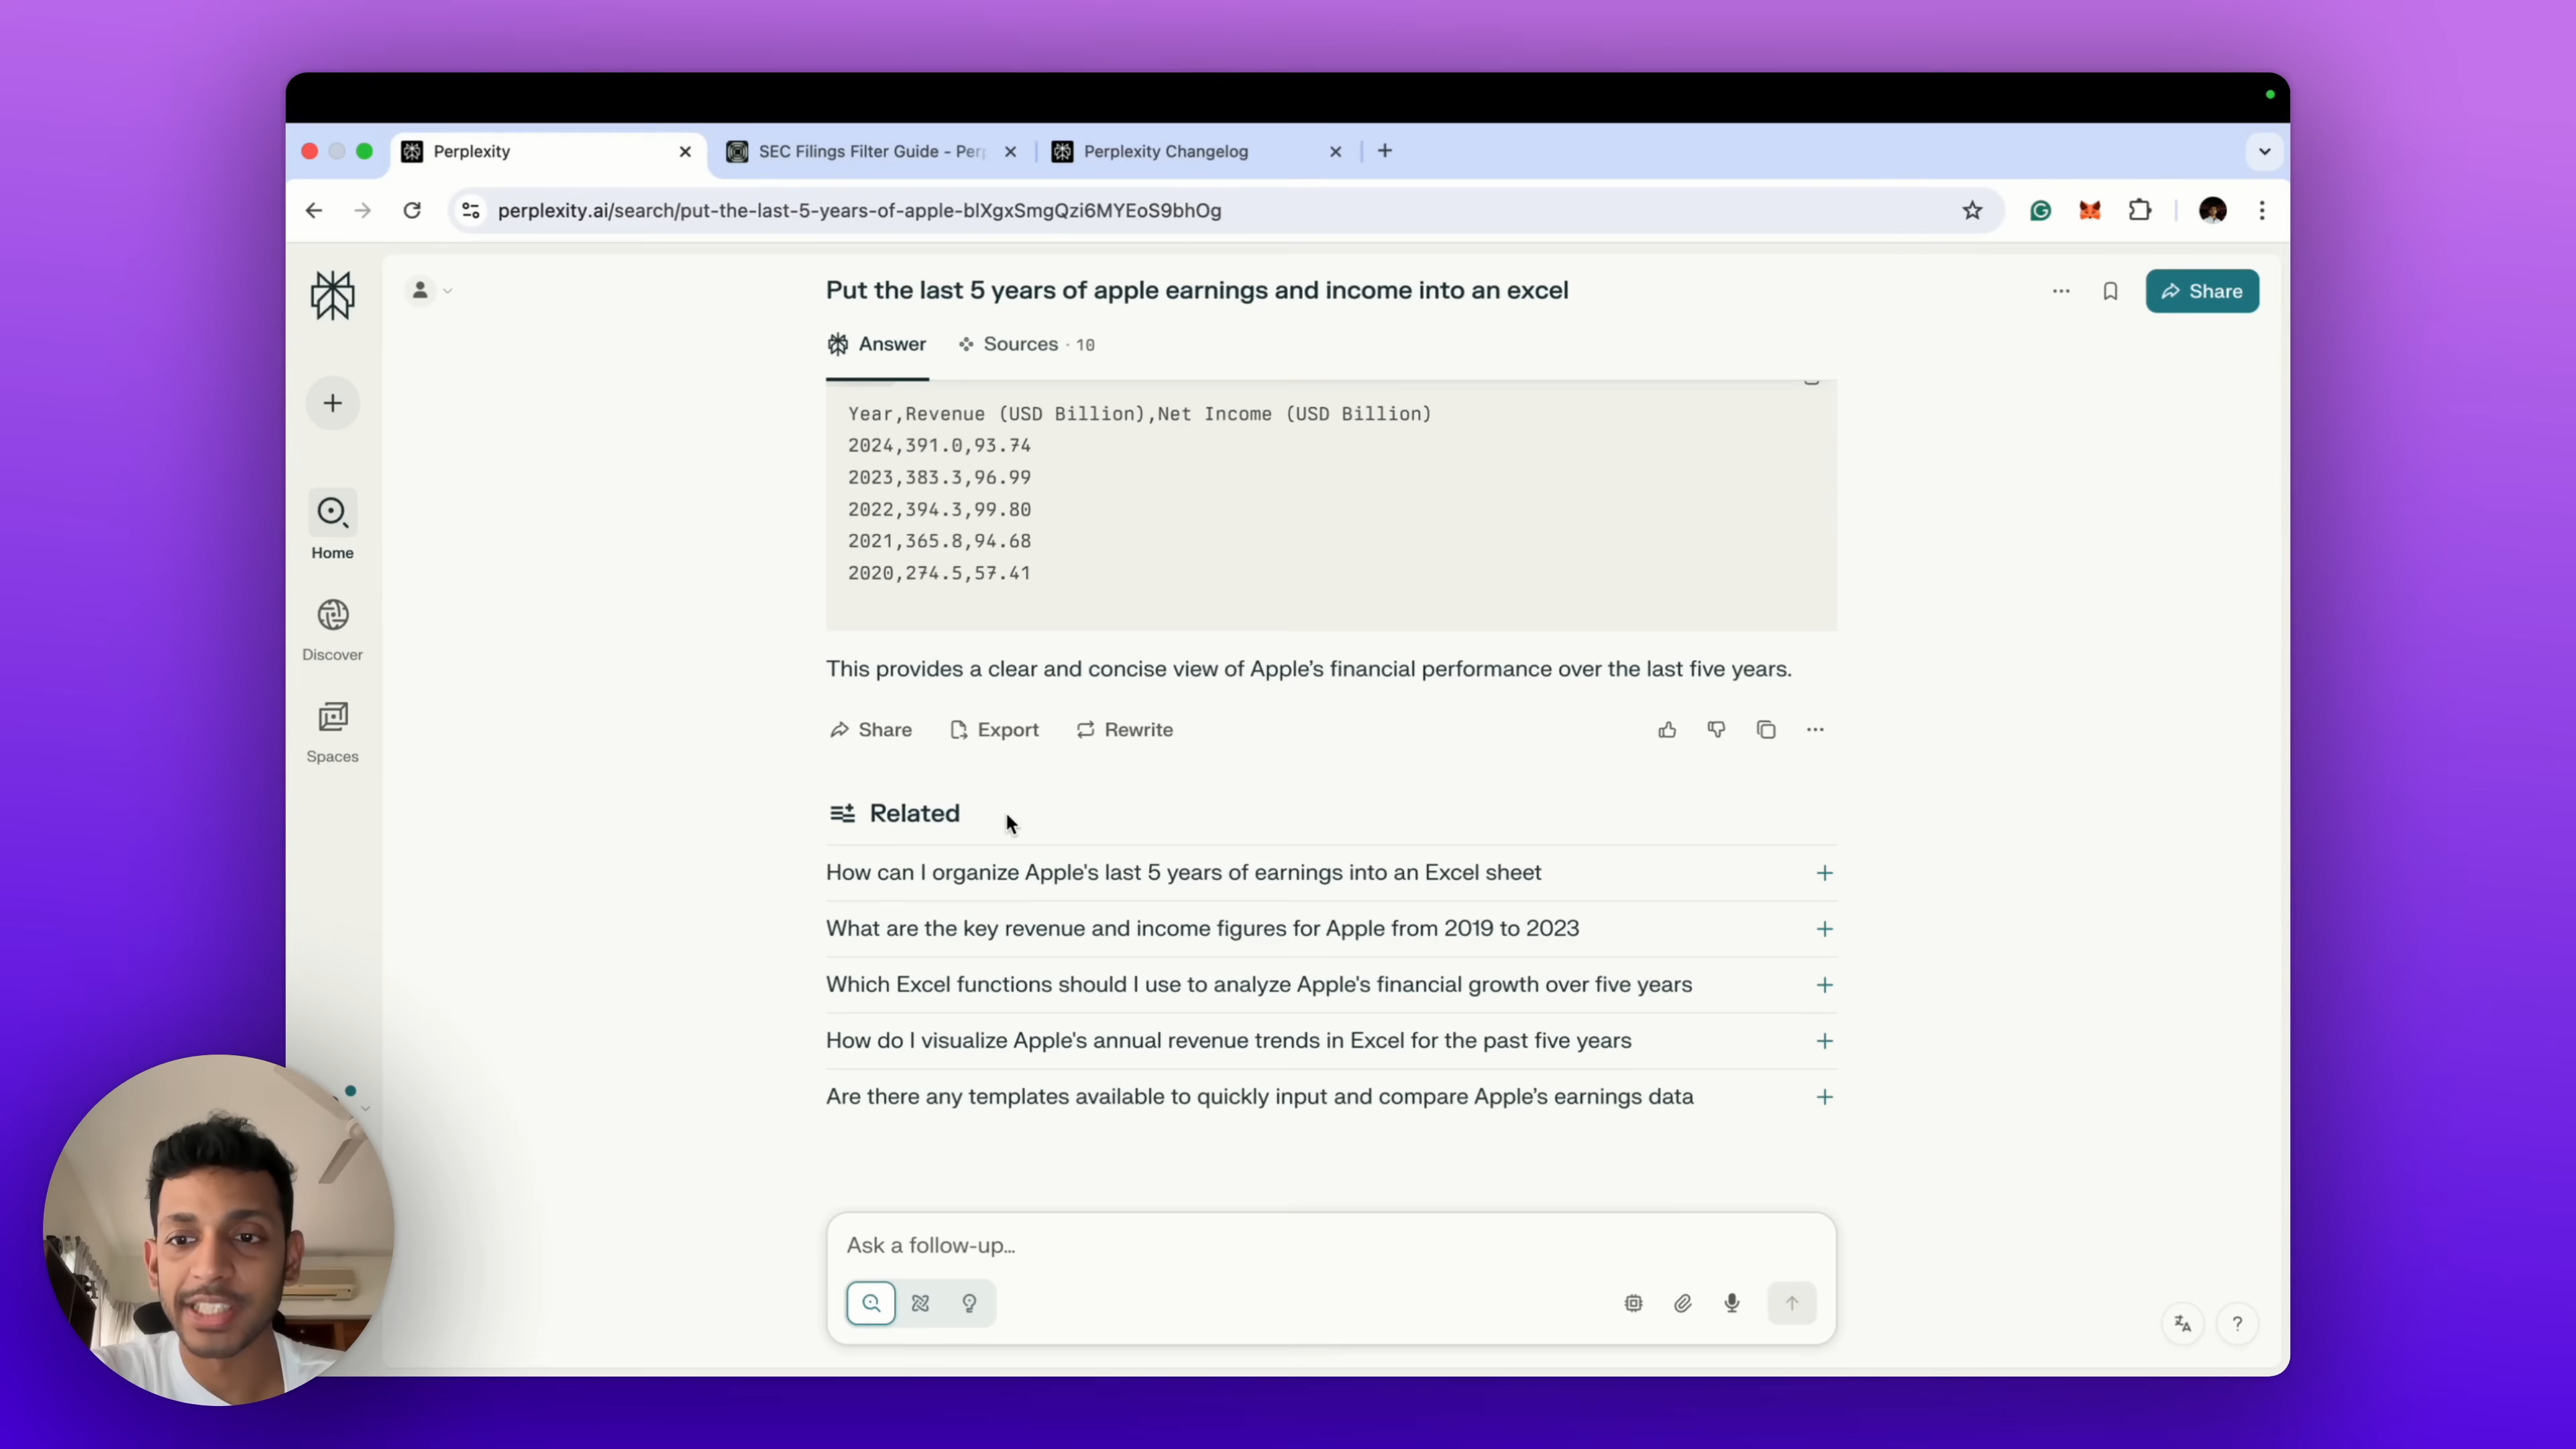 Perplexity
SEC Filings Filter Guide - Per
Perplexity Changelog
perplexity.ai/search/put-the-last-5-years-of-apple-blXgxSmgQzi6MYEoS9bhOg
Put the last 5 years of apple earnings and income into an excel
Share
Answer
Sources · 10
Year,Revenue (USD Billion),Net Income (USD Billion)
2024,391.0,93.74
2023,383.3,96.99
2022,394.3,99.80
2021,365.8,94.68
2020,274.5,57.41
Home
Discover
Spaces
This provides a clear and concise view of Apple's financial performance over the last five years.
Share
Export
Rewrite
Related
How can I organize Apple's last 5 years of earnings into an Excel sheet
What are the key revenue and income figures for Apple from 2019 to 2023
Which Excel functions should I use to analyze Apple's financial growth over five years
How do I visualize Apple's annual revenue trends in Excel for the past five years
Are there any templates available to quickly input and compare Apple's earnings data
Ask a follow-up...
?